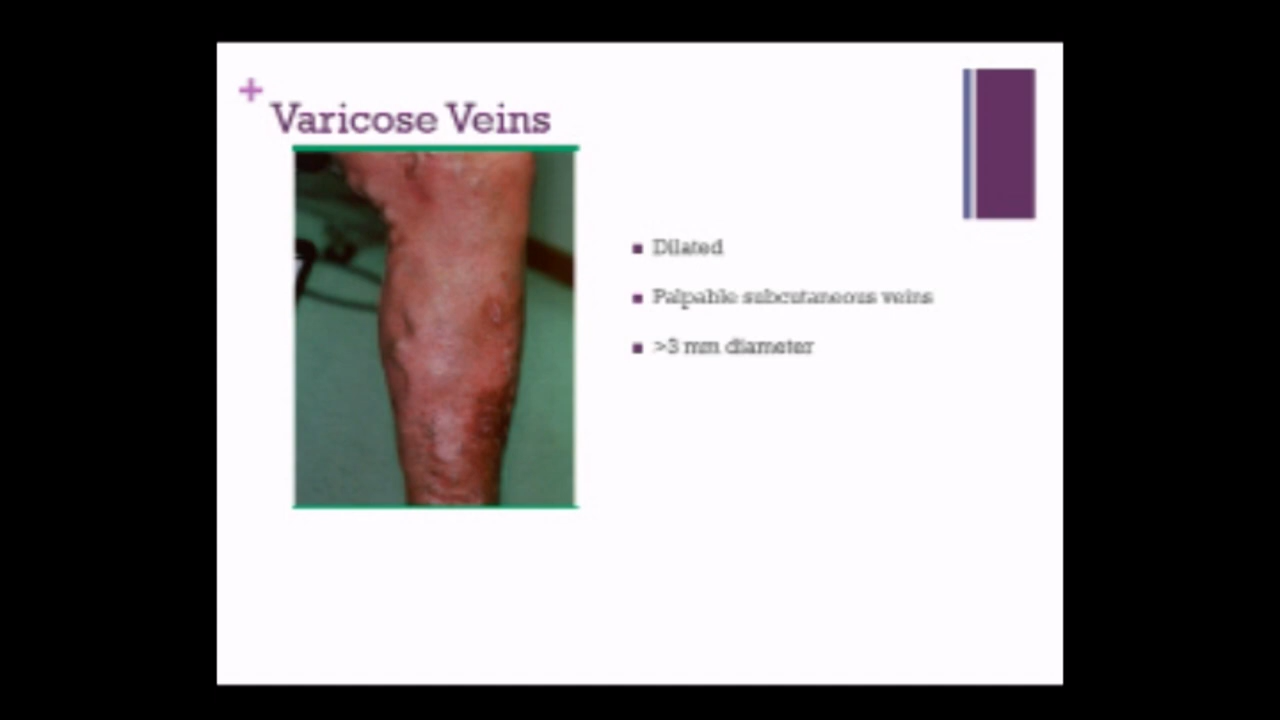 Varicose Veins
Dilated
Palpable subcutaneous veins
>3 mm diameter